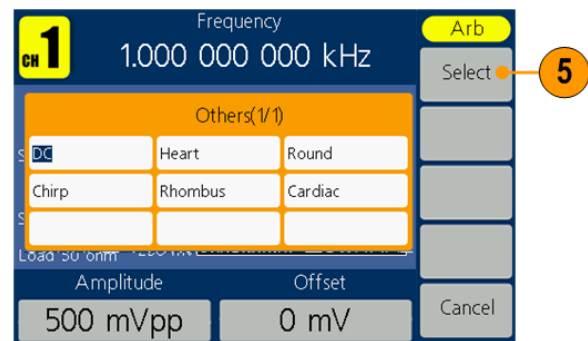 Frequency
Arb
CH 1
1.000 000 000 kHz
Select
5
Others(1/1)
DC
Heart
Round
Chirp
Rhombus
Cardiac
Load 50 ohm
Amplitude
Offset
500 mVpp
0 mV
Cancel